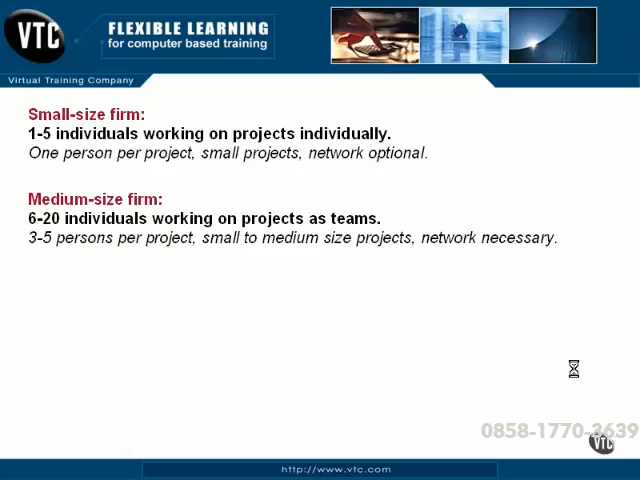 VTC
FLEXIBLE LEARNING
for computer based training
Virtual Training Company
Small-size firm:
1-5 individuals working on projects individually.
One person per project, small projects, network optional.
Medium-size firm:
6-20 individuals working on projects as teams.
3-5 persons per project, small to medium size projects, network necessary.
0858-1770-3639
VTC
http://www.vtc.com